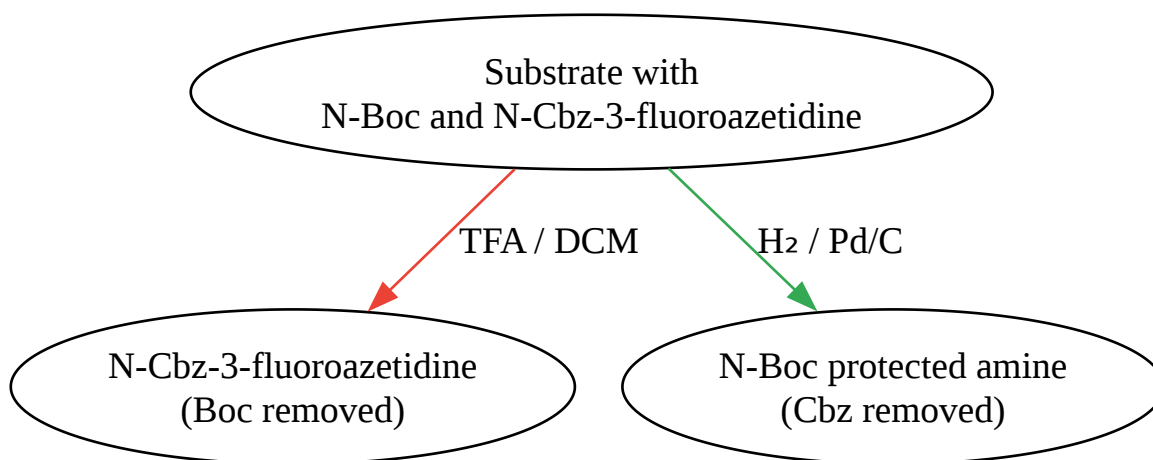 Substrate with
N-Boc and N-Cbz-3-fluoroazetidine
TFA / DCM
H₂ / Pd/C
N-Cbz-3-fluoroazetidine
(Boc removed)
N-Boc protected amine
(Cbz removed)